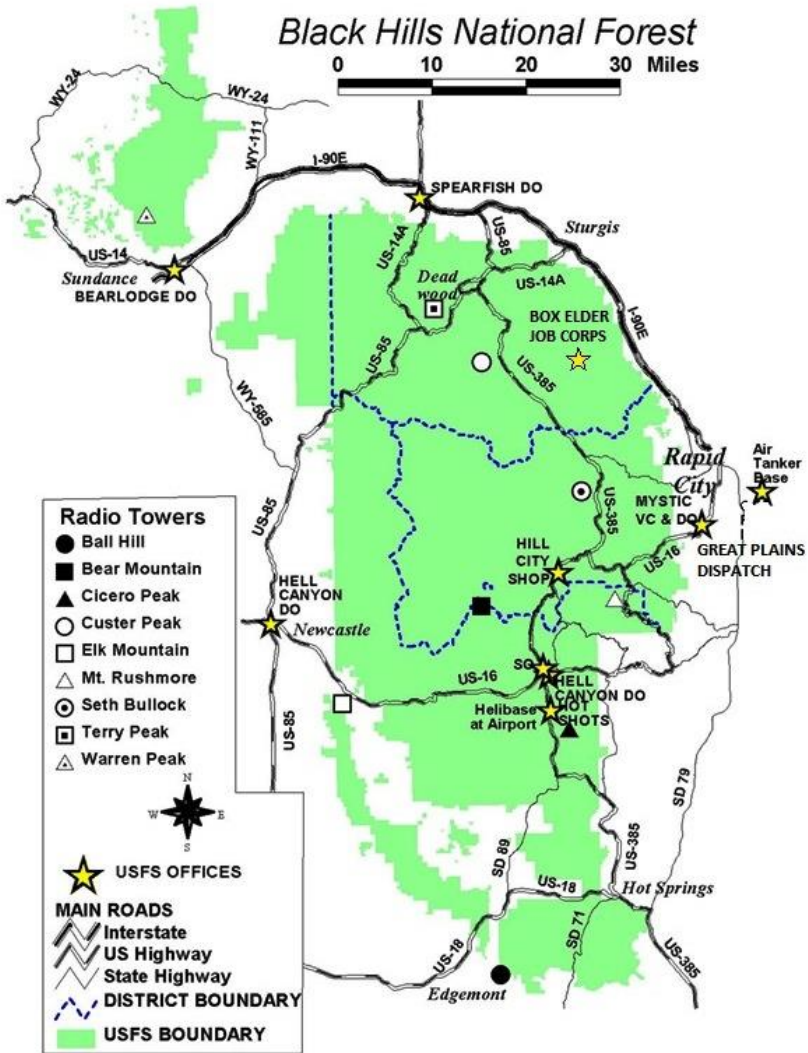 Black Hills National Forest
0 10 20 30 Miles
WY-24
WY-24
WY-111
I-90E
SPEARFISH DO
US-14
Sundance
BEARLODGE DO
US-14A
US-85
Sturgis
Dead
wood
US-14A
I-90E
BOX ELDER
JOB CORPS
US-85
US-385
WY-585
Rapid
City
Air
Tanker
Base
US-85
US-385
MYSTIC
VC & DO
US-16
GREAT PLAINS
DISPATCH
HILL
CITY
SHOP
HELL
CANYON
DO
Newcastle
SO
US-16
HELL
CANYON DO
HOT
SHOTS
Helibase
at Airport
US-85
SD 79
SD 89
US-385
US-18
Hot Springs
SD 71
US-18
US-385
Edgemont
Radio Towers
Ball Hill
Bear Mountain
Cicero Peak
Custer Peak
Elk Mountain
Mt. Rushmore
Seth Bullock
Terry Peak
Warren Peak
N
W E
S
USFS OFFICES
MAIN ROADS
Interstate
US Highway
State Highway
DISTRICT BOUNDARY
USFS BOUNDARY